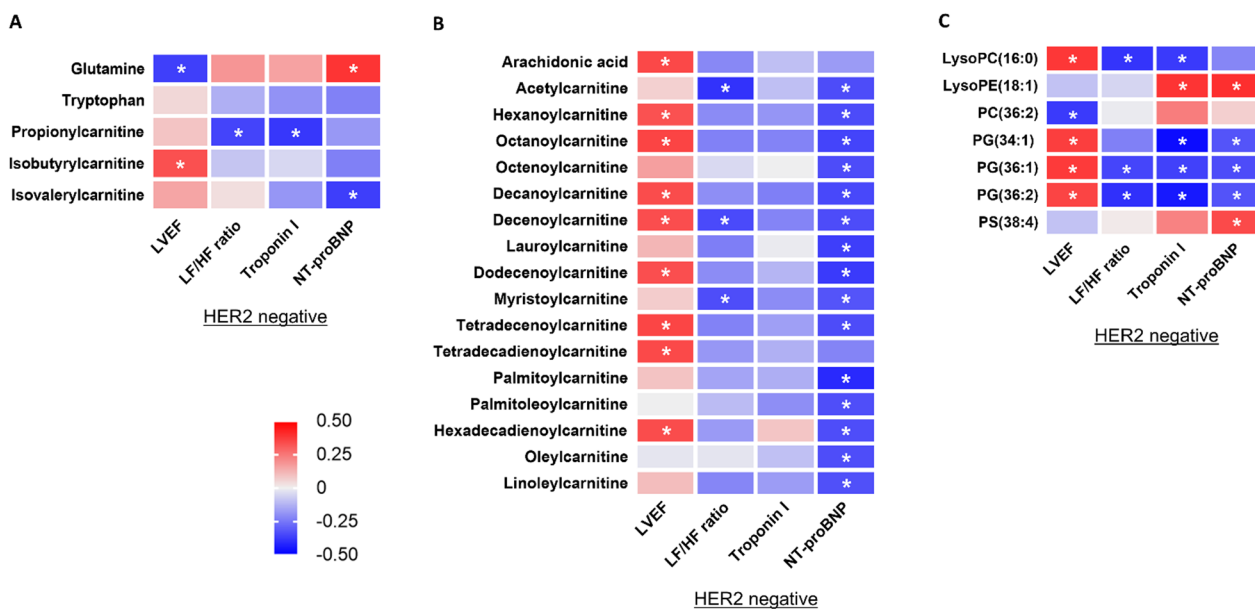 A
Glutamine
*
*
Tryptophan
Propionylcarnitine
*
*
Isobutyrylcarnitine
*
Isovalerylcarnitine
*
LVEF
LF/HF ratio
Troponin I
NT-proBNP
HER2 negative
0.50
0.25
0
-0.25
-0.50
B
Arachidonic acid
*
Acetylcarnitine
*
*
Hexanoylcarnitine
*
*
Octanoylcarnitine
*
*
Octenoylcarnitine
*
Decanoylcarnitine
*
*
Decenoylcarnitine
*
*
*
Lauroylcarnitine
*
Dodecenoylcarnitine
*
*
Myristoylcarnitine
*
*
Tetradecenoylcarnitine
*
*
Tetradecadienoylcarnitine
*
Palmitoylcarnitine
*
Palmitoleoylcarnitine
*
Hexadecadienoylcarnitine
*
*
Oleylcarnitine
*
Linoleylcarnitine
*
LVEF
LF/HF ratio
Troponin I
NT-proBNP
HER2 negative
C
LysoPC(16:0)
*
*
*
LysoPE(18:1)
*
*
PC(36:2)
*
PG(34:1)
*
*
*
PG(36:1)
*
*
*
*
PG(36:2)
*
*
*
*
PS(38:4)
*
LVEF
LF/HF ratio
Troponin I
NT-proBNP
HER2 negative